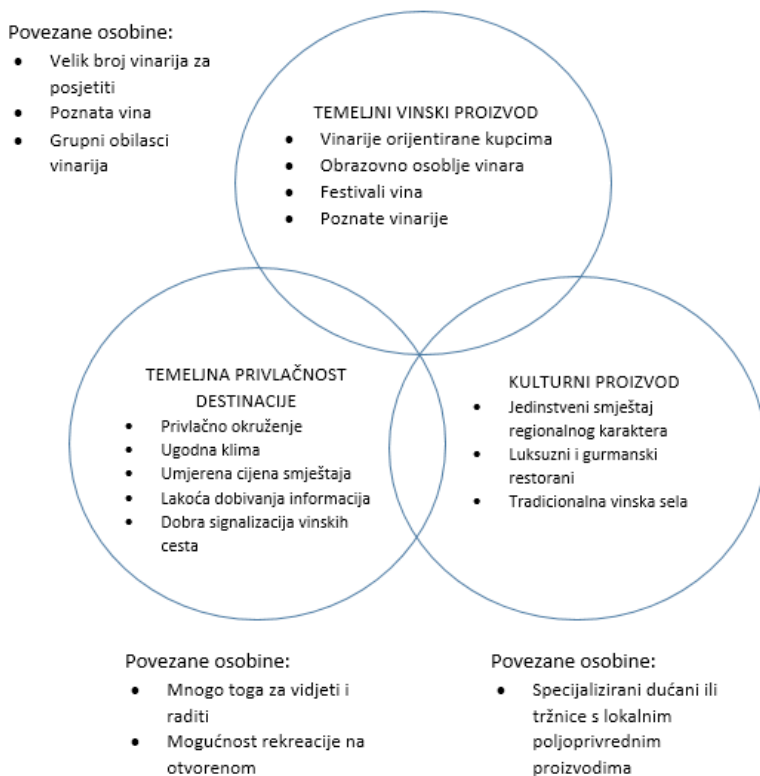 Povezane osobine:
• Velik broj vinarija za
posjetiti
• Poznata vina
• Grupni obilasci
vinarija
TEMELJNI VINSKI PROIZVOD
• Vinarije orijentirane kupcima
• Obrazovno osoblje vinara
• Festivali vina
• Poznate vinarije
TEMELJNA PRIVLAČNOST
DESTINACIJE
• Privlačno okruženje
• Ugodna klima
• Umjerena cijena smještaja
• Lakoća dobivanja informacija
• Dobra signalizacija vinskih
cesta
KULTURNI PROIZVOD
• Jedinstveni smještaj
regionalnog karaktera
• Luksuzni i gurmanski
restorani
• Tradicionalna vinska sela
Povezane osobine:
• Mnogo toga za vidjeti i
raditi
• Mogućnost rekreacije na
otvorenom
Povezane osobine:
• Specijalizirani dućani ili
tržnice s lokalnim
poljoprivrednim
proizvodima